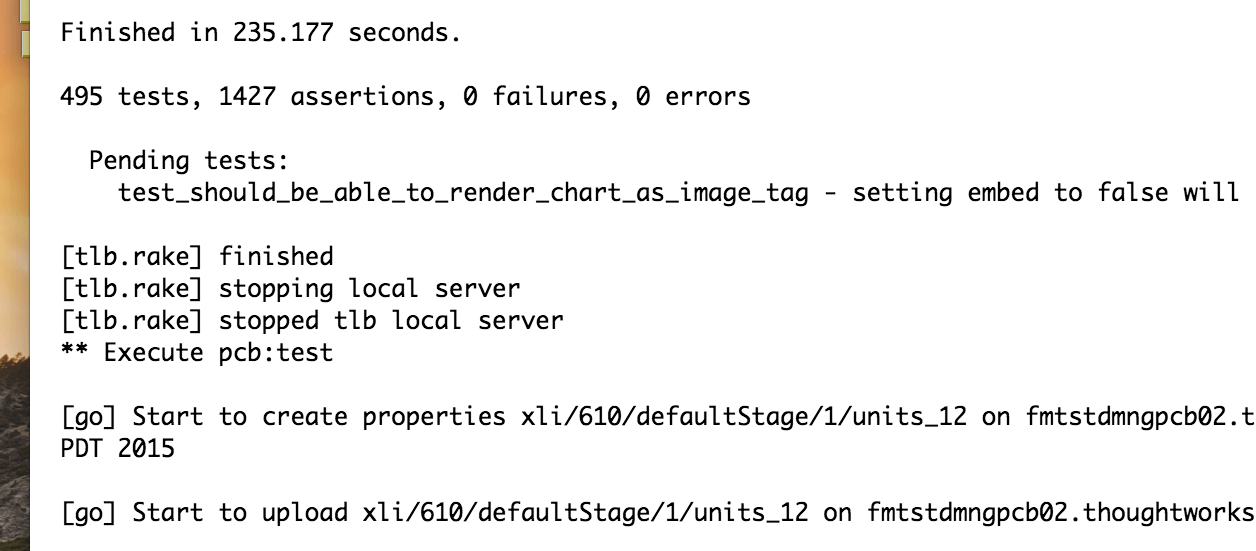 Finished in 235.177 seconds.
495 tests, 1427 assertions, 0 failures, 0 errors
Pending tests:
test_should_be_able_to_render_chart_as_image_tag - setting embed to false will
[tlb.rake] finished
[tlb.rake] stopping local server
[tlb.rake] stopped tlb local server
** Execute pcb:test
[go] Start to create properties xli/610/defaultStage/1/units_12 on fmtstdmngpcb02.t
PDT 2015
[go] Start to upload xli/610/defaultStage/1/units_12 on fmtstdmngpcb02.thoughtworks